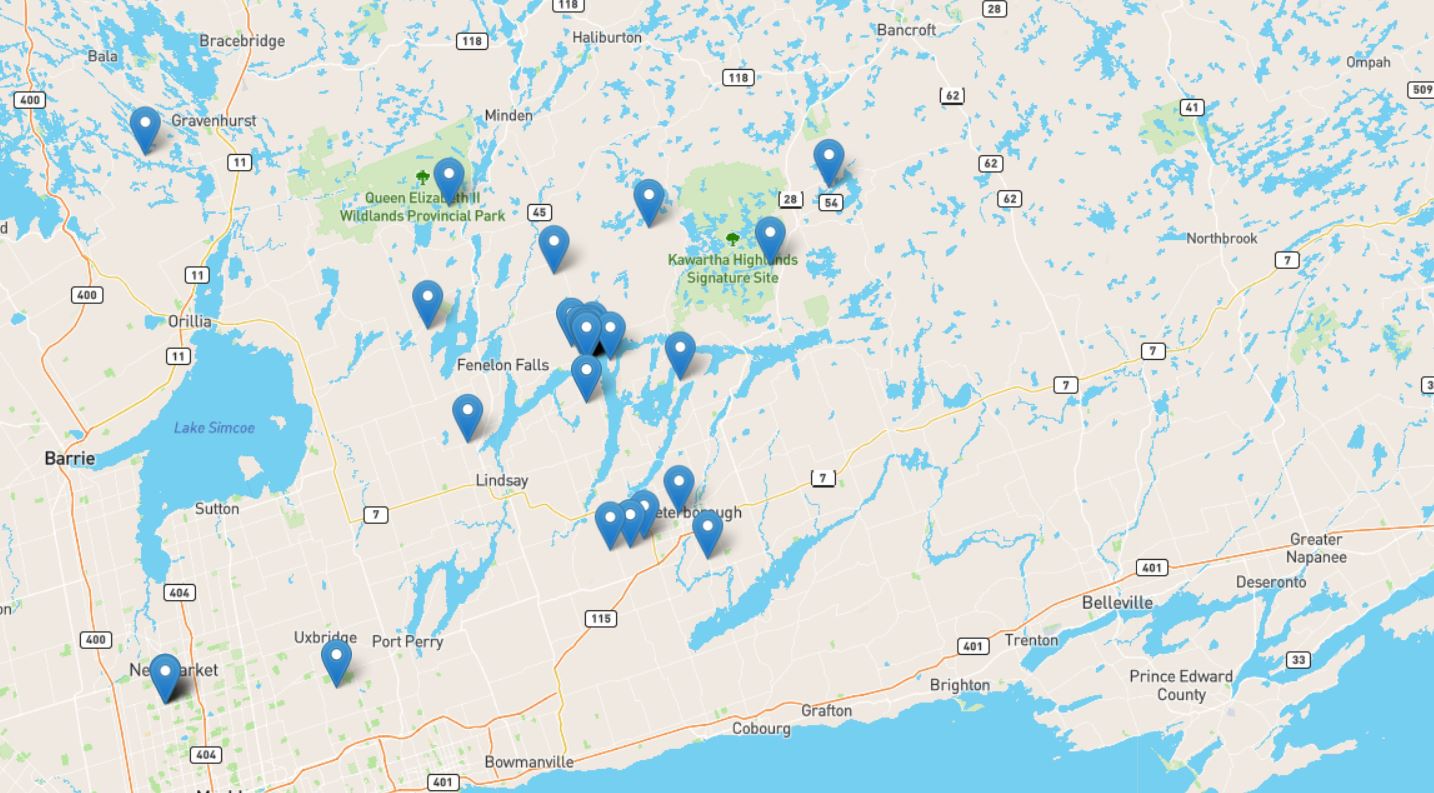 118
28
Bancroft
Haliburton
Bracebridge
118
Bala
Ompah
118
509
62
400
41
Minden
Gravenhurst
11
62
Queen Elizabeth II
Wildlands Provincial Park
28
54
62
45
d
Northbrook
Kawartha Highlands
Signature Site
7
11
400
Orillia
7
11
Fenelon Falls
7
3
Lake Simcoe
Barrie
Lindsay
7
Sutton
7
eterborough
Greater
Napanee
401
Deseronto
404
on
Belleville
115
400
Uxbridge
Port Perry
Trenton
401
33
Ne arket
Prince Edward
County
Brighton
Grafton
Cobourg
404
Bowmanville
401